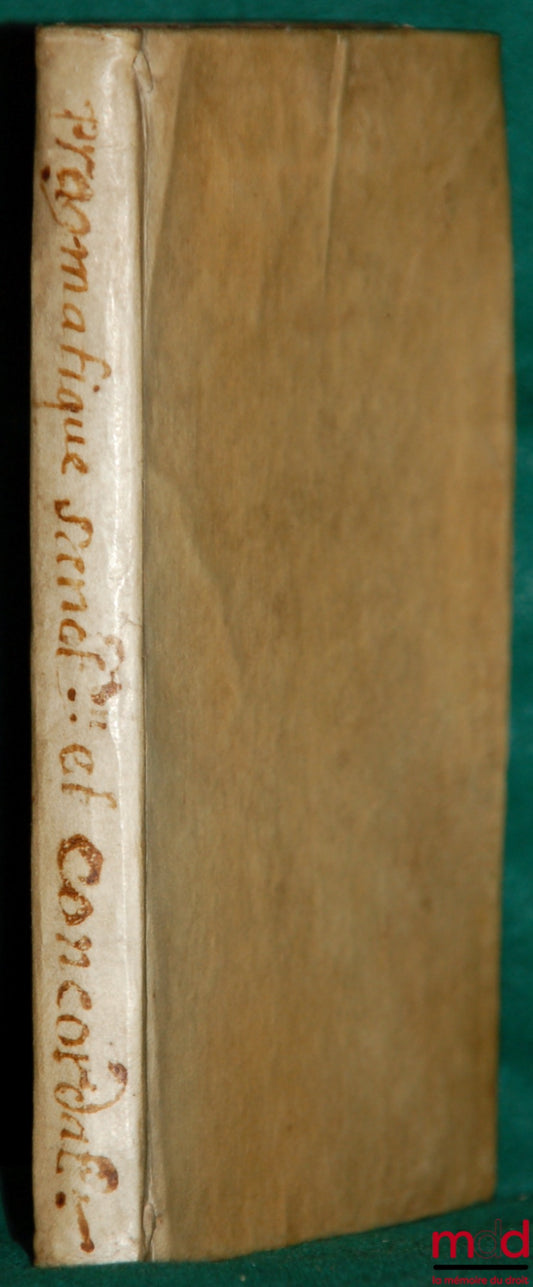 Pragmatique Sanct.. et Concordat.
mdd
la mémoire du droit